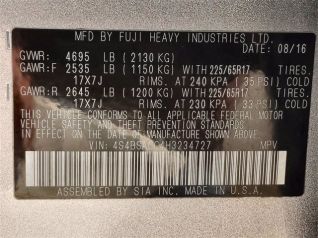 MFD BY FUJI HEAVY INDUSTRIES LTD.
DATE: 08/16
GVWR: 4695 LB (2130 KG)
GAWR:F 2535 LB (1150 KG) WITH 225/65R17 TIRES.
17X7J RIMS, AT 240 KPA (35 PSI) COLD
GAWR:R 2645 LB (1200 KG) WITH 225/65R17 TIRES.
17X7J RIMS, AT 230 KPA (33 PSI) COLD
THIS VEHICLE CONFORMS TO ALL APPLICABLE FEDERAL MOTOR
VEHICLE SAFETY, BUMPER, AND THEFT PREVENTION STANDARDS
IN EFFECT ON THE DATE OF MANUFACTURE SHOWN ABOVE.
VIN: MPV
ASSEMBLED BY SIA INC. IN U.S.A.